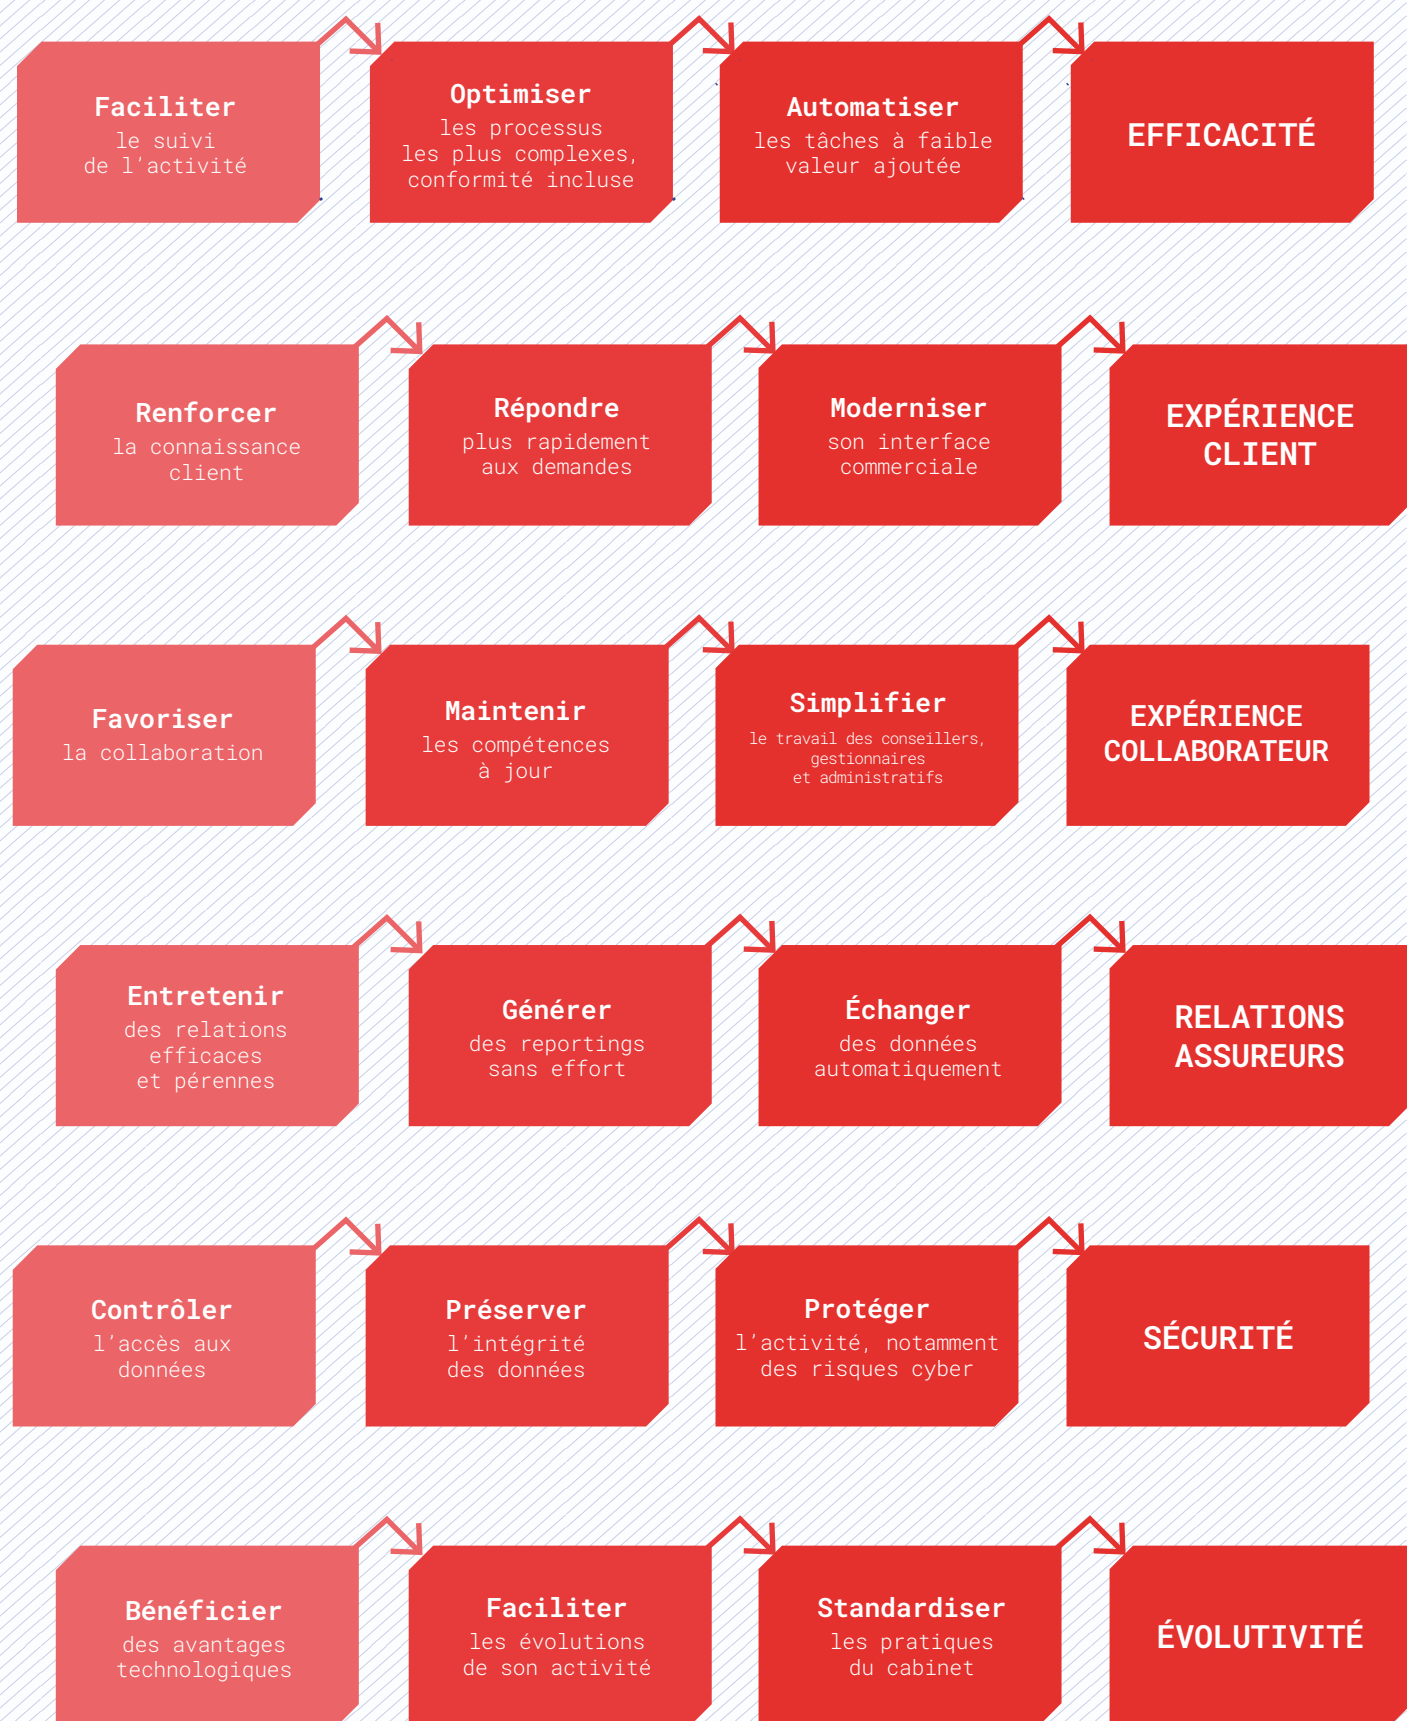 Faciliter
le suivi
de l'activité
Optimiser
les processus
les plus complexes,
conformité incluse
Automatiser
les tâches à faible
valeur ajoutée
EFFICACITÉ
Renforcer
la connaissance
client
Répondre
plus rapidement
aux demandes
Moderniser
son interface
commerciale
EXPÉRIENCE
CLIENT
Favoriser
la collaboration
Maintenir
les compétences
à jour
Simplifier
le travail des conseillers,
gestionnaires
et administratifs
EXPÉRIENCE
COLLABORATEUR
Entretenir
des relations
efficaces
et pérennes
Générer
des reportings
sans effort
Échanger
des données
automatiquement
RELATIONS
ASSUREURS
Contrôler
l'accès aux
données
Préserver
l'intégrité
des données
Protéger
l'activité, notamment
des risques cyber
SÉCURITÉ
Bénéficier
des avantages
technologiques
Faciliter
les évolutions
de son activité
Standardiser
les pratiques
du cabinet
ÉVOLUTIVITÉ